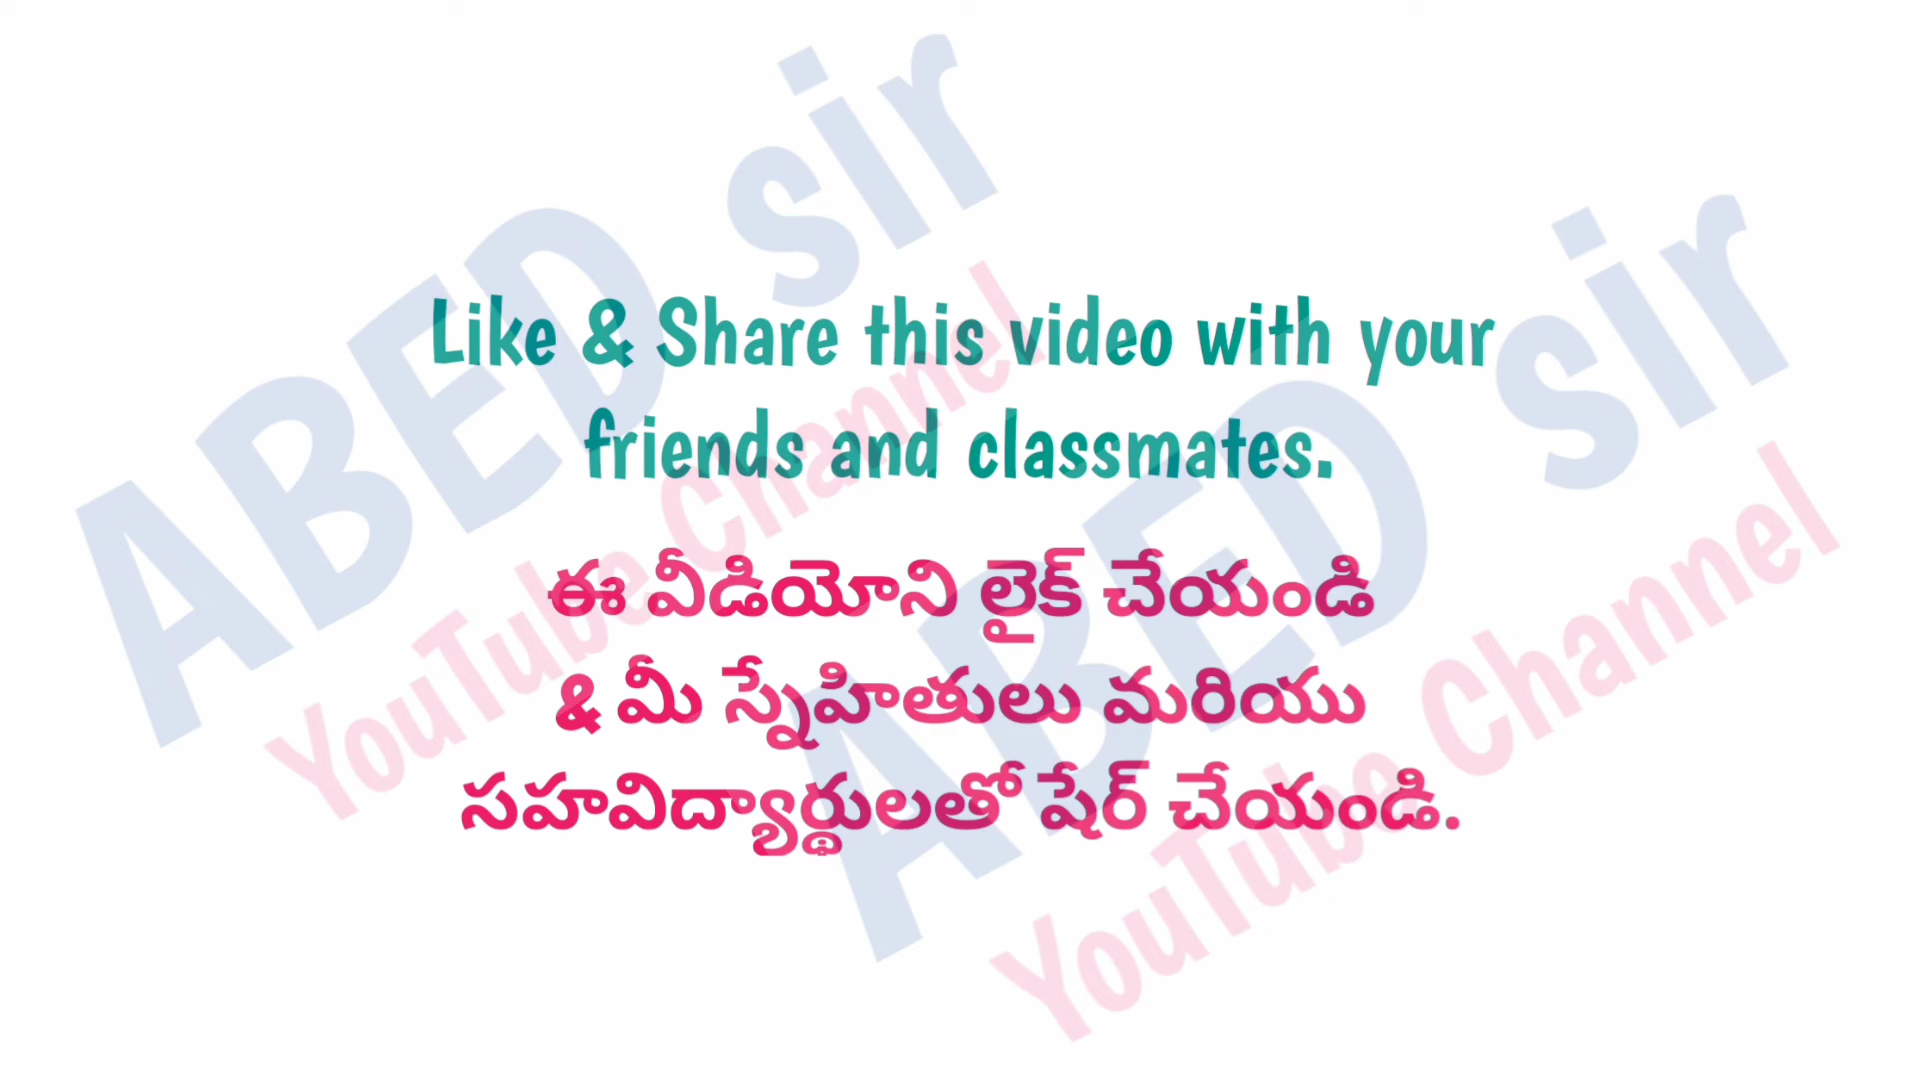 Like & Share this video with your
friends and classmates.
ఈ వీడియోని లైక్ చేయండి
& మీ స్నేహితులు మరియు
సహవిద్యార్థులతో షేర్ చేయండి.
ABED sir
YouTube Channel
ABED sir
YouTube Channel